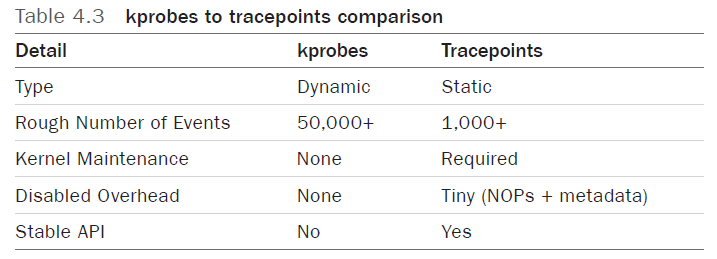 Table 4.3 kprobes to tracepoints comparison
Detail kprobes Tracepoints
Type Dynamic Static
Rough Number of Events 50,000+ 1,000+
Kernel Maintenance None Required
Disabled Overhead None Tiny (NOPs + metadata)
Stable API No Yes